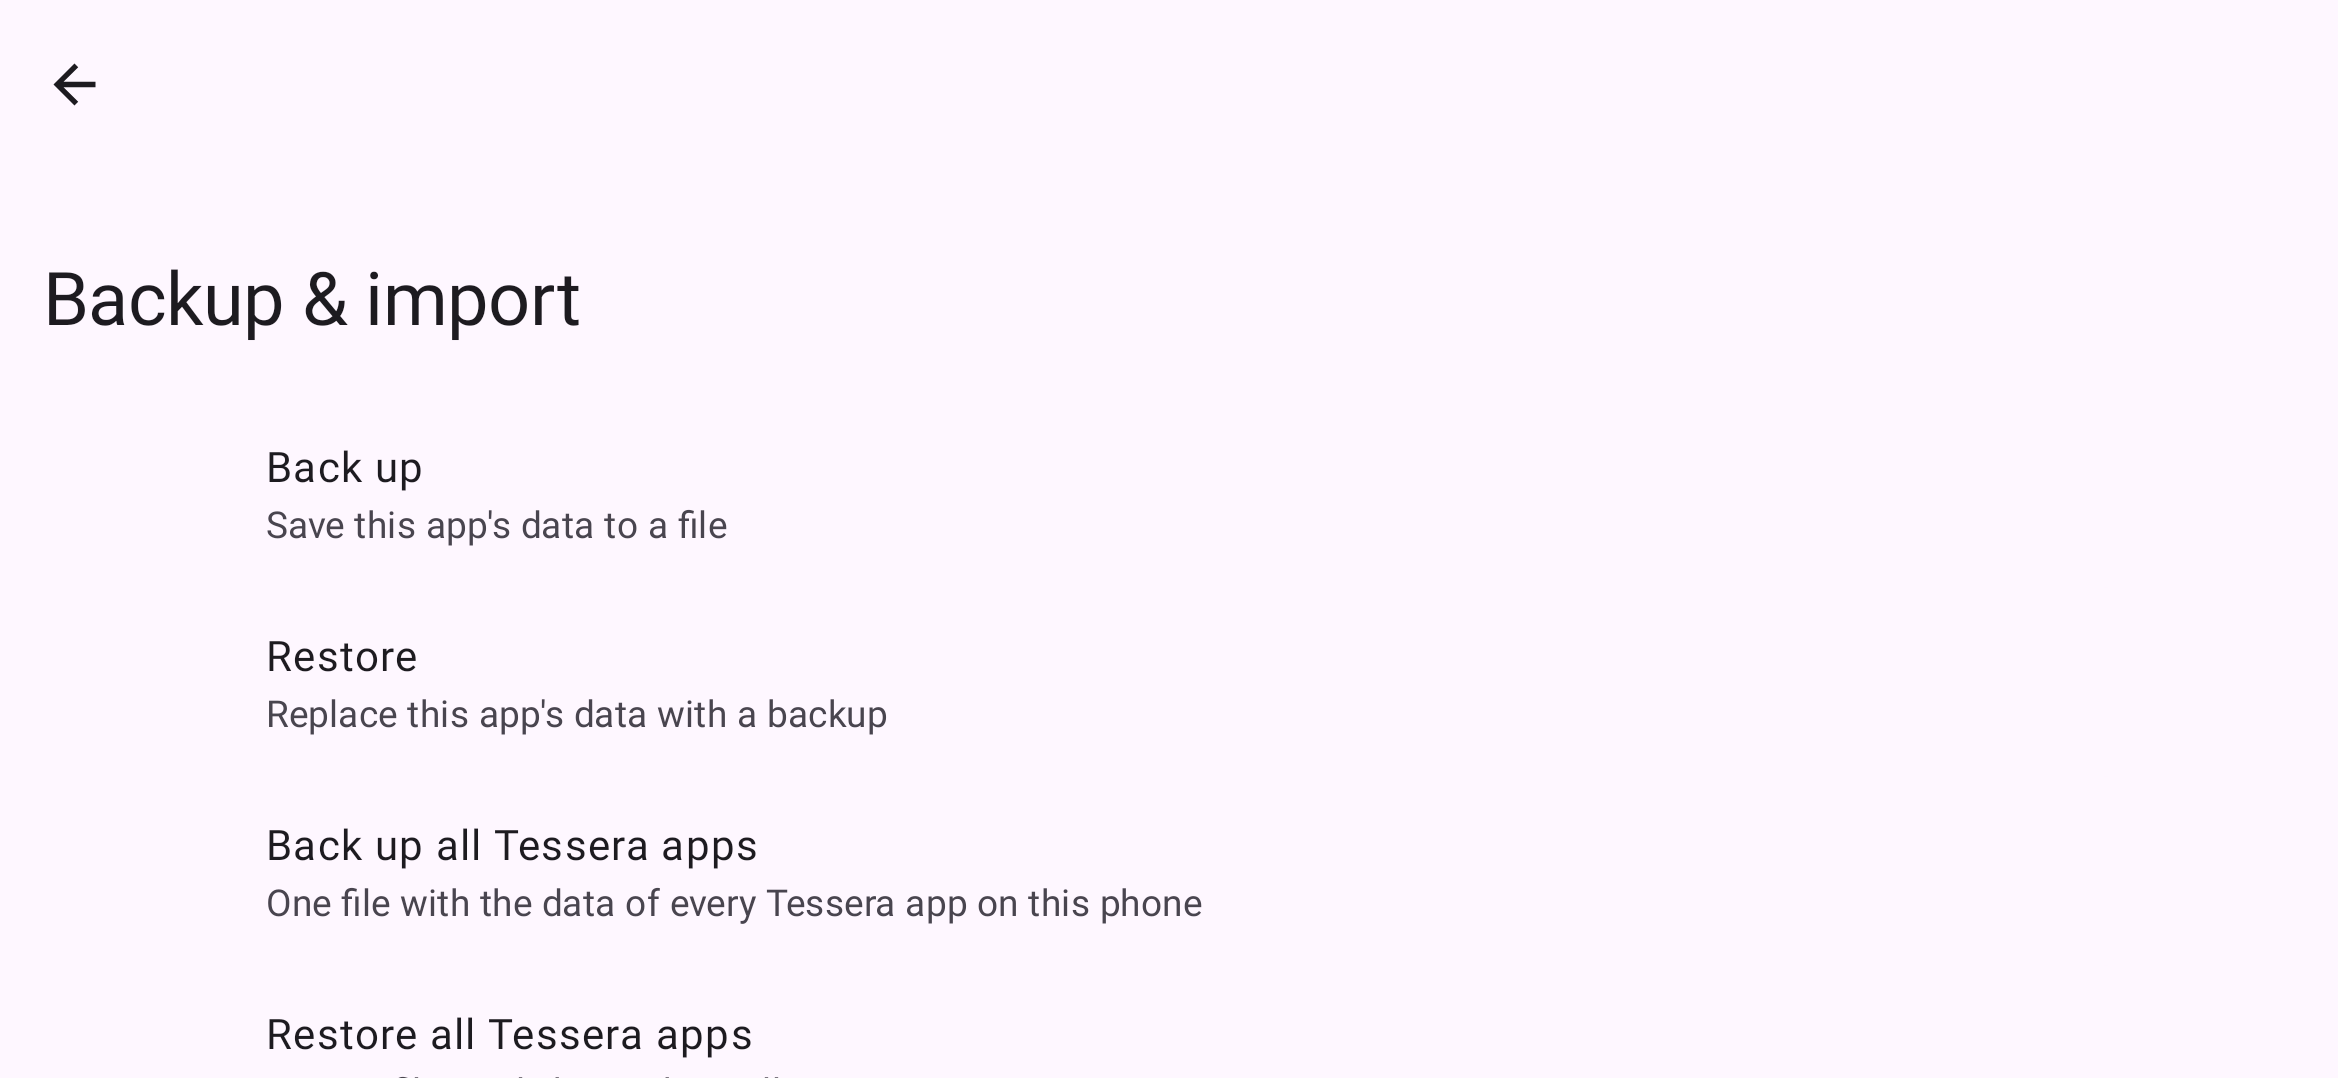 Backup & import
Back up
Save this app's data to a file
Restore
Replace this app's data with a backup
Back up all Tessera apps
One file with the data of every Tessera app on this phone
Restore all Tessera apps